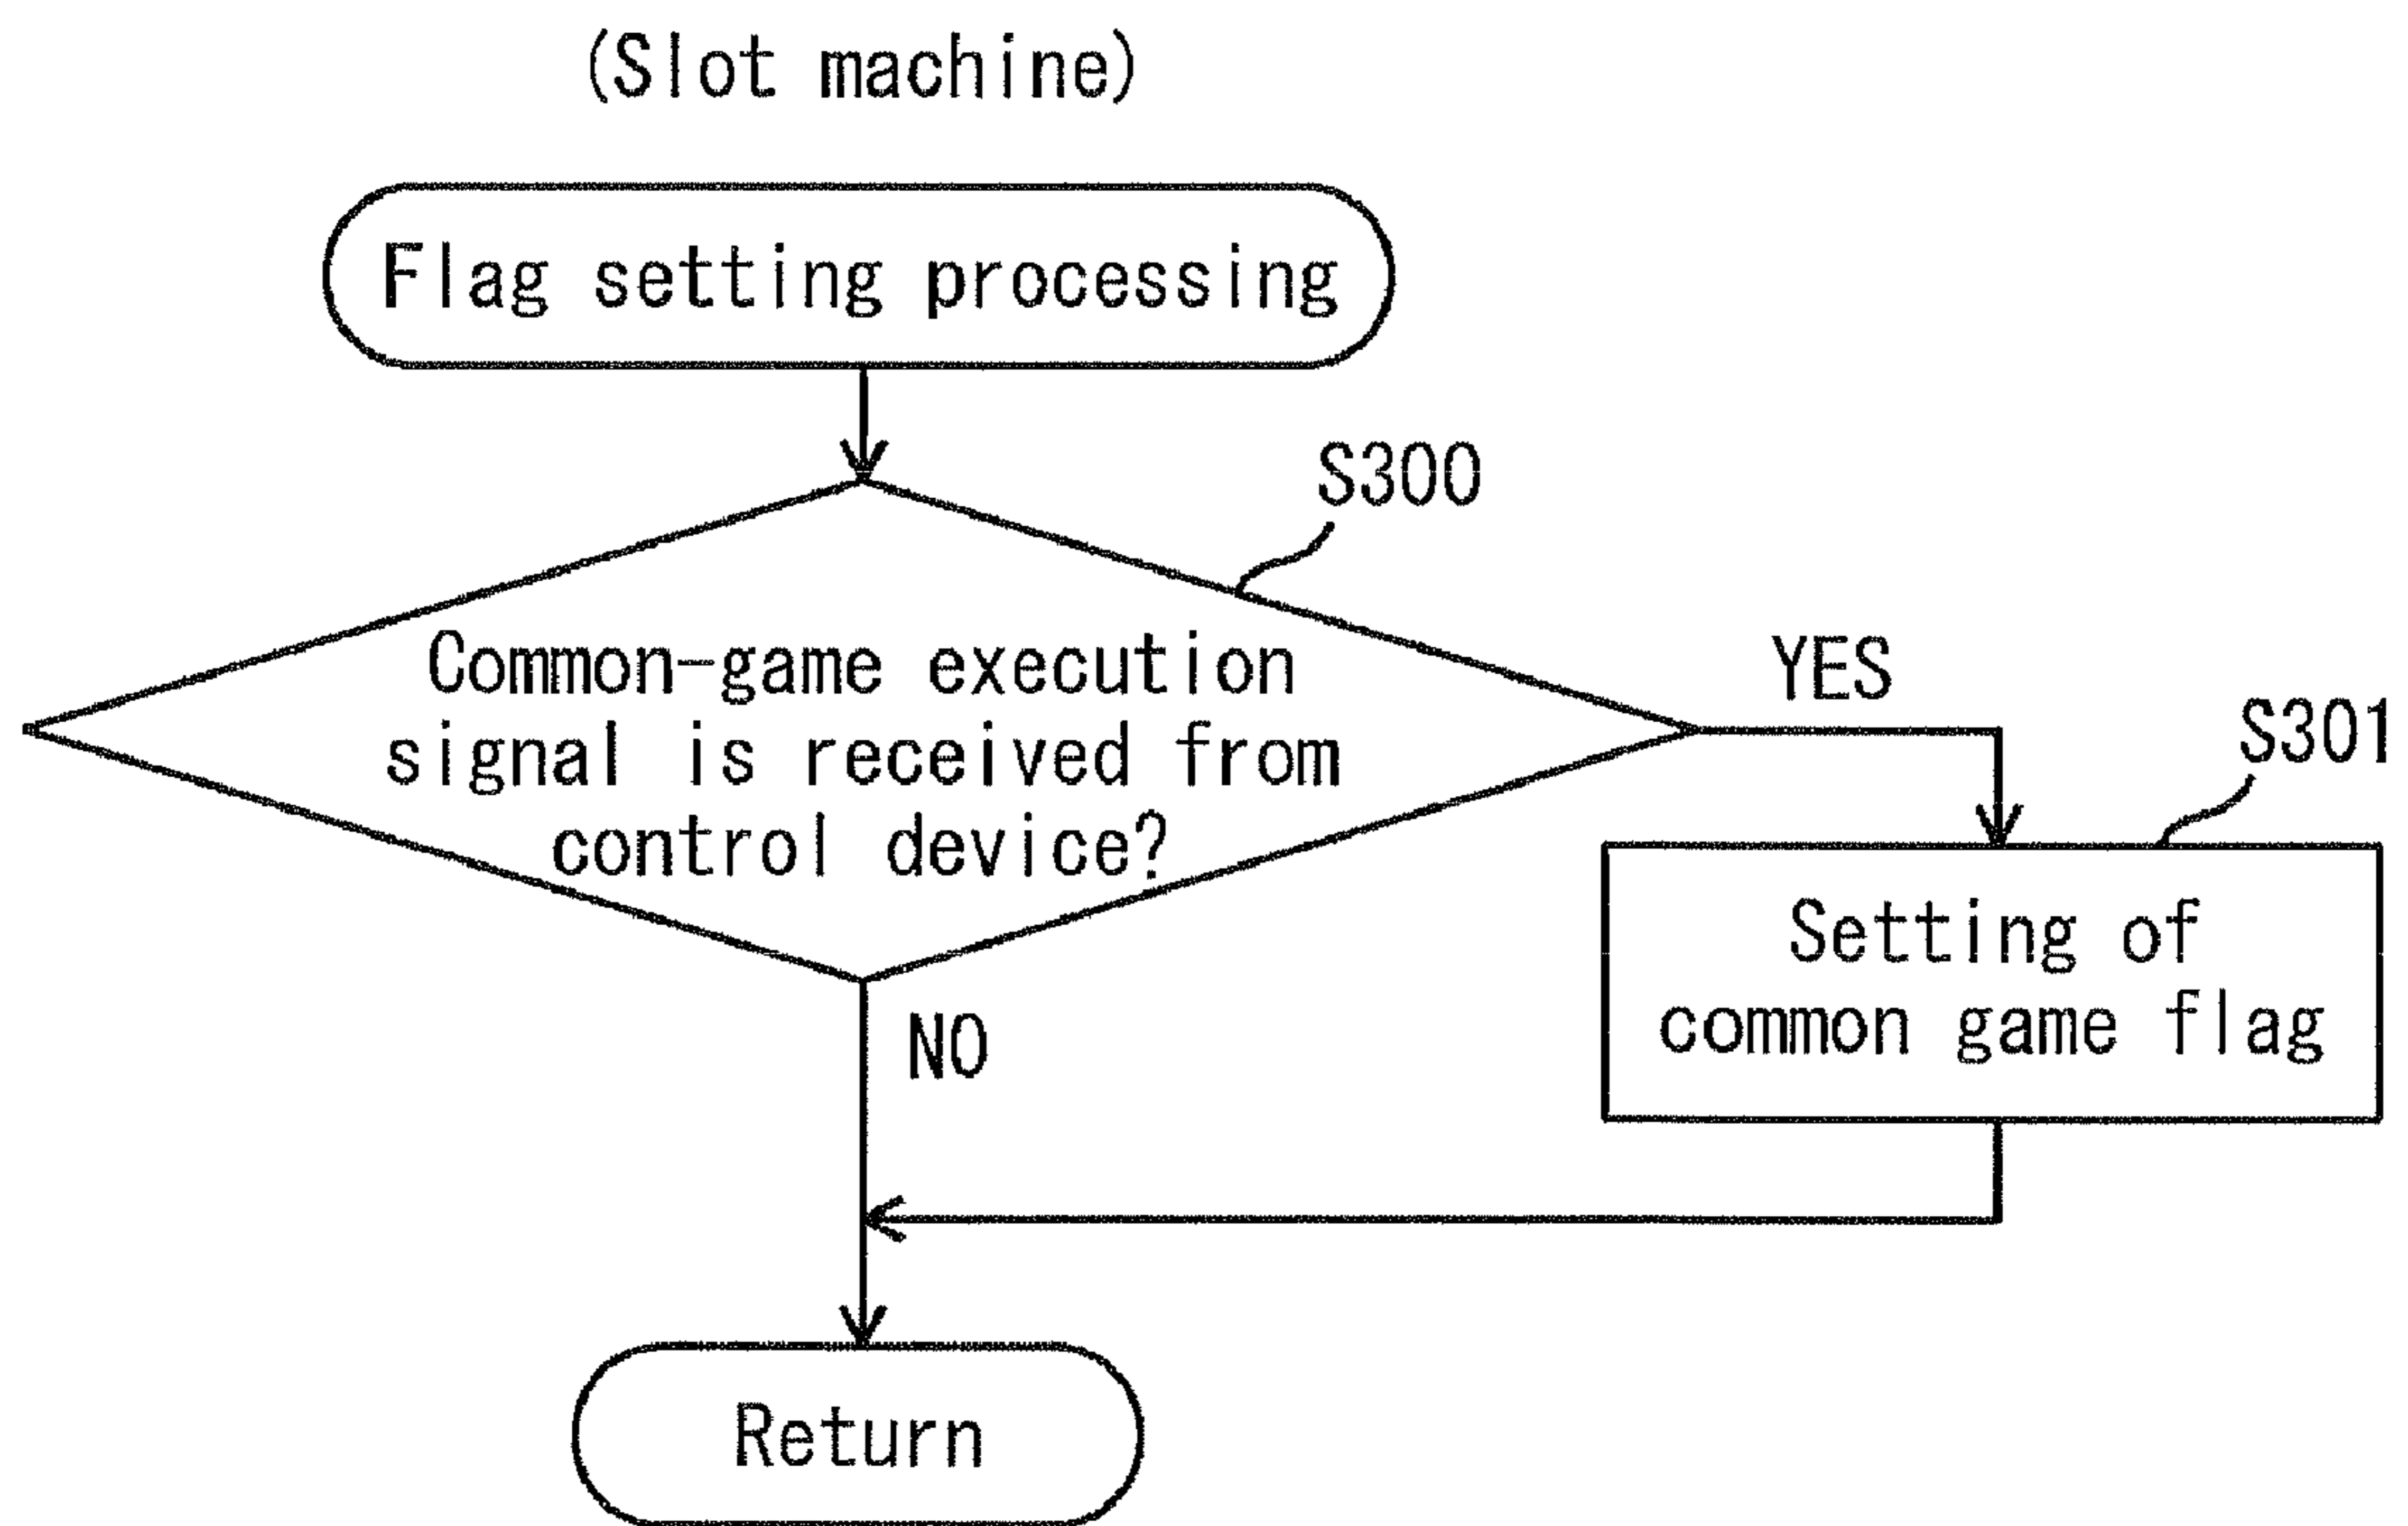 (Slot machine)
Flag setting processing
S300
Common-game execution
signal is received from
control device?
YES
S301
Setting of
common game flag
NO
Return